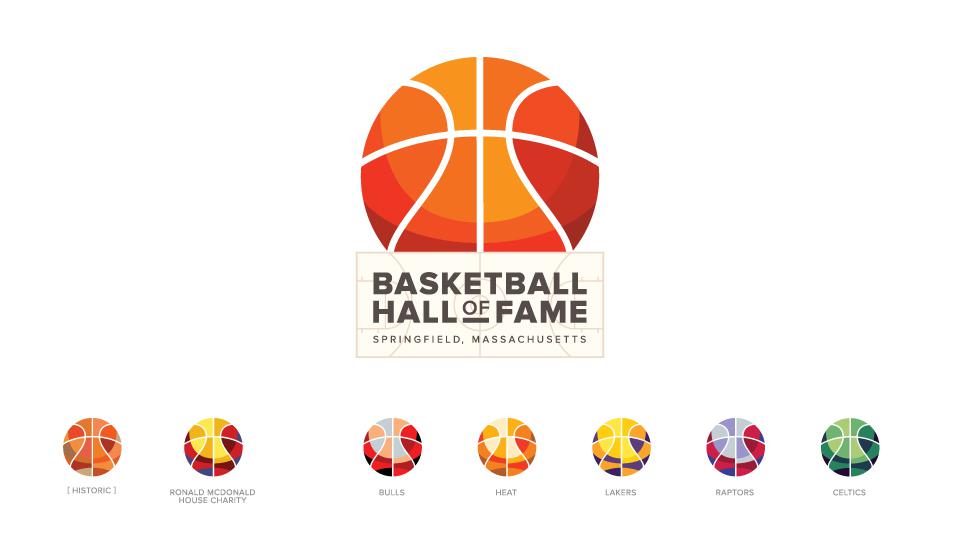 BASKETBALL
HALL OF FAME
SPRINGFIELD, MASSACHUSETTS
[ HISTORIC ]
RONALD MCDONALD
HOUSE CHARITY
BULLS
HEAT
LAKERS
RAPTORS
CELTICS